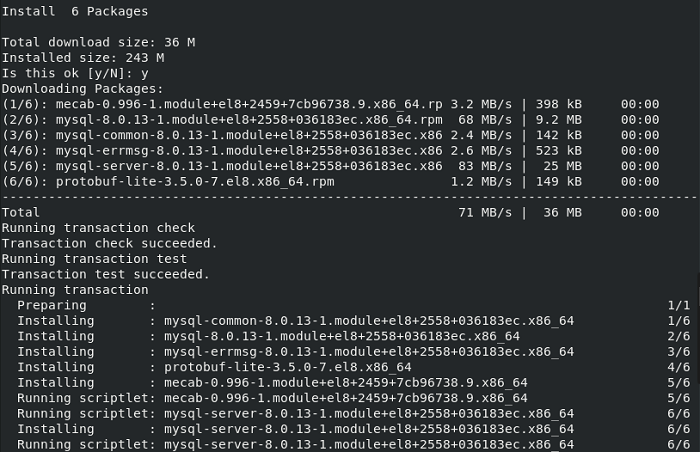 Install  6 Packages
Total download size: 36 M
Installed size: 243 M
Is this ok [y/N]: y
Downloading Packages:
(1/6): mecab-0.996-1.module+el8+2459+7cb96738.9.x86_64.rp 3.2 MB/s | 398 kB     00:00
(2/6): mysql-8.0.13-1.module+el8+2558+036183ec.x86_64.rpm  68 MB/s | 9.2 MB     00:00
(3/6): mysql-common-8.0.13-1.module+el8+2558+036183ec.x86 2.4 MB/s | 142 kB     00:00
(4/6): mysql-errmsg-8.0.13-1.module+el8+2558+036183ec.x86 2.6 MB/s | 523 kB     00:00
(5/6): mysql-server-8.0.13-1.module+el8+2558+036183ec.x86  83 MB/s |  25 MB     00:00
(6/6): protobuf-lite-3.5.0-7.el8.x86_64.rpm               1.2 MB/s | 149 kB     00:00
--------------------------------------------------------------------------------------
Total                                                      71 MB/s |  36 MB     00:00
Running transaction check
Transaction check succeeded.
Running transaction test
Transaction test succeeded.
Running transaction
  Preparing        :                                                               1/1
  Installing       : mysql-common-8.0.13-1.module+el8+2558+036183ec.x86_64         1/6
  Installing       : mysql-8.0.13-1.module+el8+2558+036183ec.x86_64                2/6
  Installing       : mysql-errmsg-8.0.13-1.module+el8+2558+036183ec.x86_64         3/6
  Installing       : protobuf-lite-3.5.0-7.el8.x86_64                              4/6
  Installing       : mecab-0.996-1.module+el8+2459+7cb96738.9.x86_64               5/6
  Running scriptlet: mecab-0.996-1.module+el8+2459+7cb96738.9.x86_64               5/6
  Running scriptlet: mysql-server-8.0.13-1.module+el8+2558+036183ec.x86_64         6/6
  Installing       : mysql-server-8.0.13-1.module+el8+2558+036183ec.x86_64         6/6
  Running scriptlet: mysql-server-8.0.13-1.module+el8+2558+036183ec.x86_64         6/6